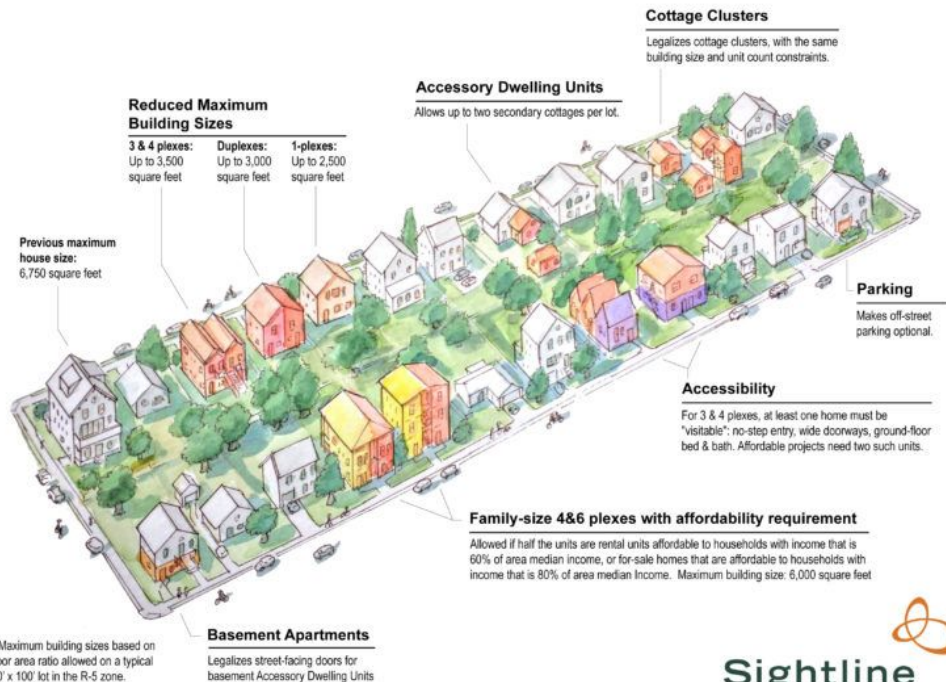 Cottage Clusters
Legalizes cottage clusters, with the same
building size and unit count constraints.
Accessory Dwelling Units
Allows up to two secondary cottages per lot.
Reduced Maximum
Building Sizes
3 & 4 plexes:
Up to 3,500
square feet
Duplexes:
Up to 3,000
square feet
1-plexes:
Up to 2,500
square feet
Previous maximum
house size:
6,750 square feet
Parking
Makes off-street
parking optional.
Accessibility
For 3 & 4 plexes, at least one home must be
"visitable": no-step entry, wide doorways, ground-floor
bed & bath. Affordable projects need two such units.
Family-size 4&6 plexes with affordability requirement
Allowed if half the units are rental units affordable to households with income that is
60% of area median income, or for-sale homes that are affordable to households with
income that is 80% of area median Income. Maximum building size: 6,000 square feet
Basement Apartments
Legalizes street-facing doors for
basement Accessory Dwelling Units
Maximum building sizes based on
area ratio allowed on a typical
x 100' lot in the R-5 zone.
Sightline